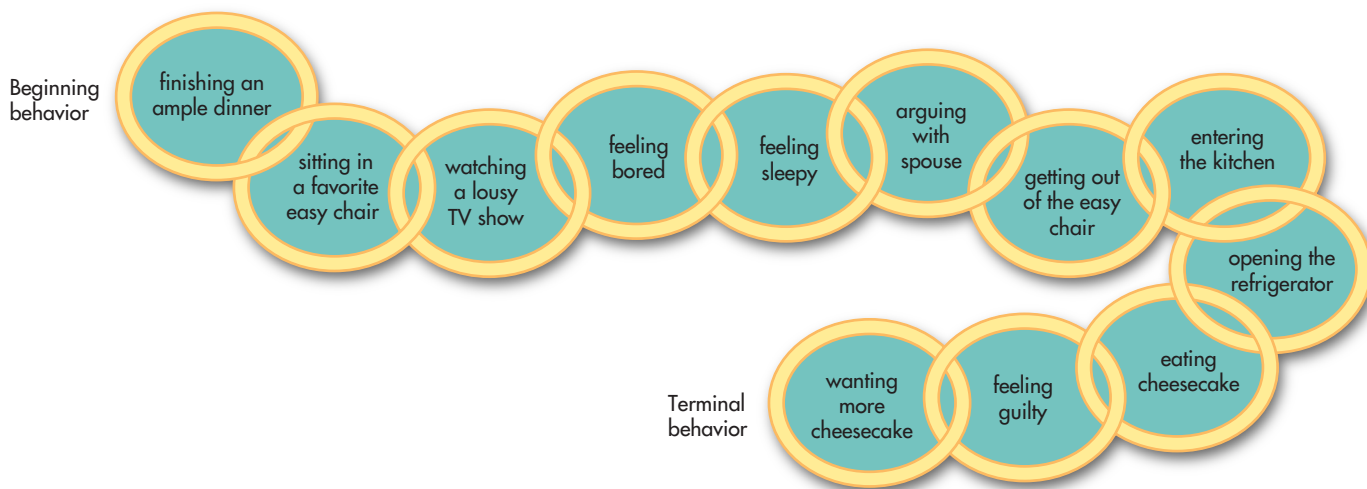 Beginning
behavior
finishing an
ample dinner
sitting in
a favorite
easy chair
watching
a lousy
TV show
feeling
bored
feeling
sleepy
arguing
with
spouse
getting out
of the easy
chair
entering
the kitchen
opening the
refrigerator
eating
cheesecake
feeling
guilty
wanting
more
cheesecake
Terminal
behavior